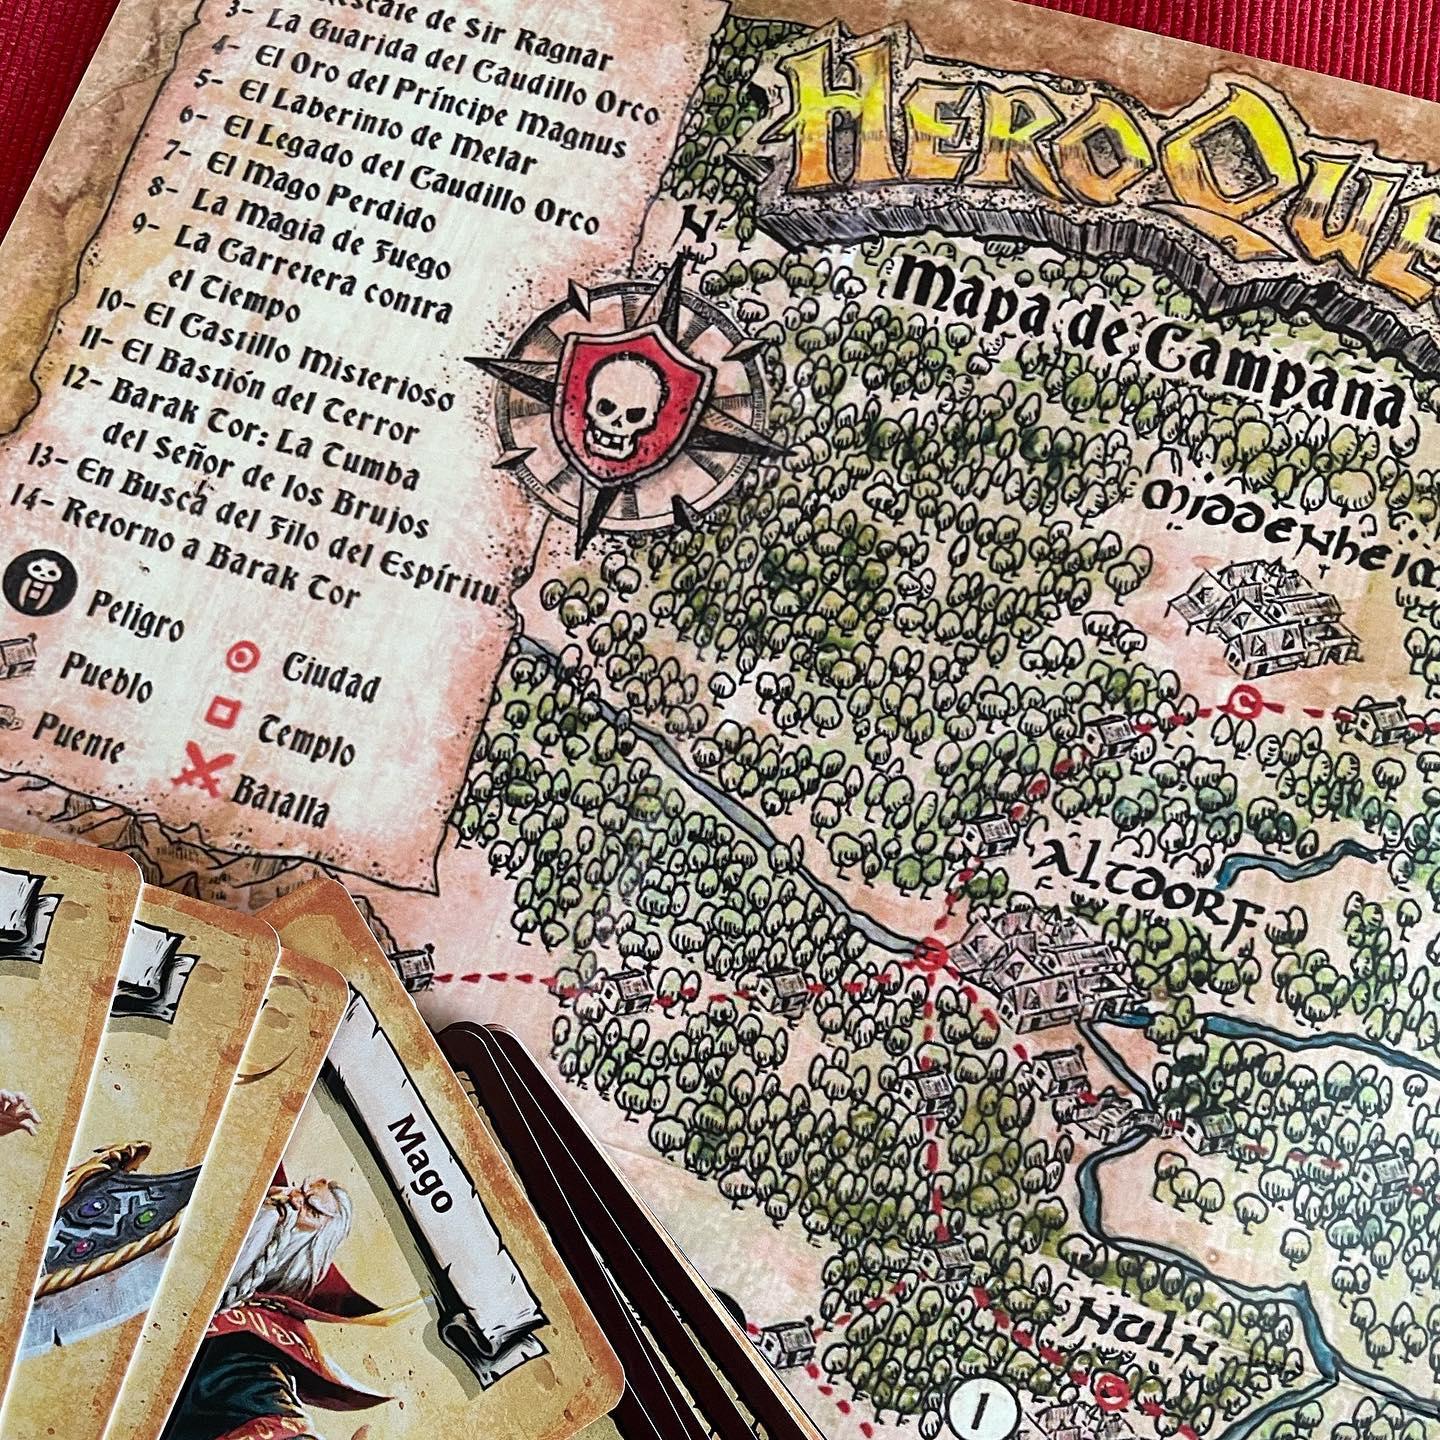 de Sir Ragnar
3- La Guarida del Caudillo Orco
4- El Oro del Príncipe Magnus
5- El Laberinto de Melar
6- El Legado del Caudillo Orco
7- El Mago Perdido
8- La Magia de Fuego
9- La Carretera contra
el Tiempo
10- El Castillo Misterioso
11- El Bastión del Terror
12- Barak Tor: La Tumba
del Señor de los Brujos
13- En Busca del Filo del Espíritu
14- Retorno a Barak Tor
Peligro
Pueblo
Puente
Ciudad
Templo
Batalla
N
HeroQue
Mapa de Campaña
Middenheim
Altdorf
Nuln
1
Mago